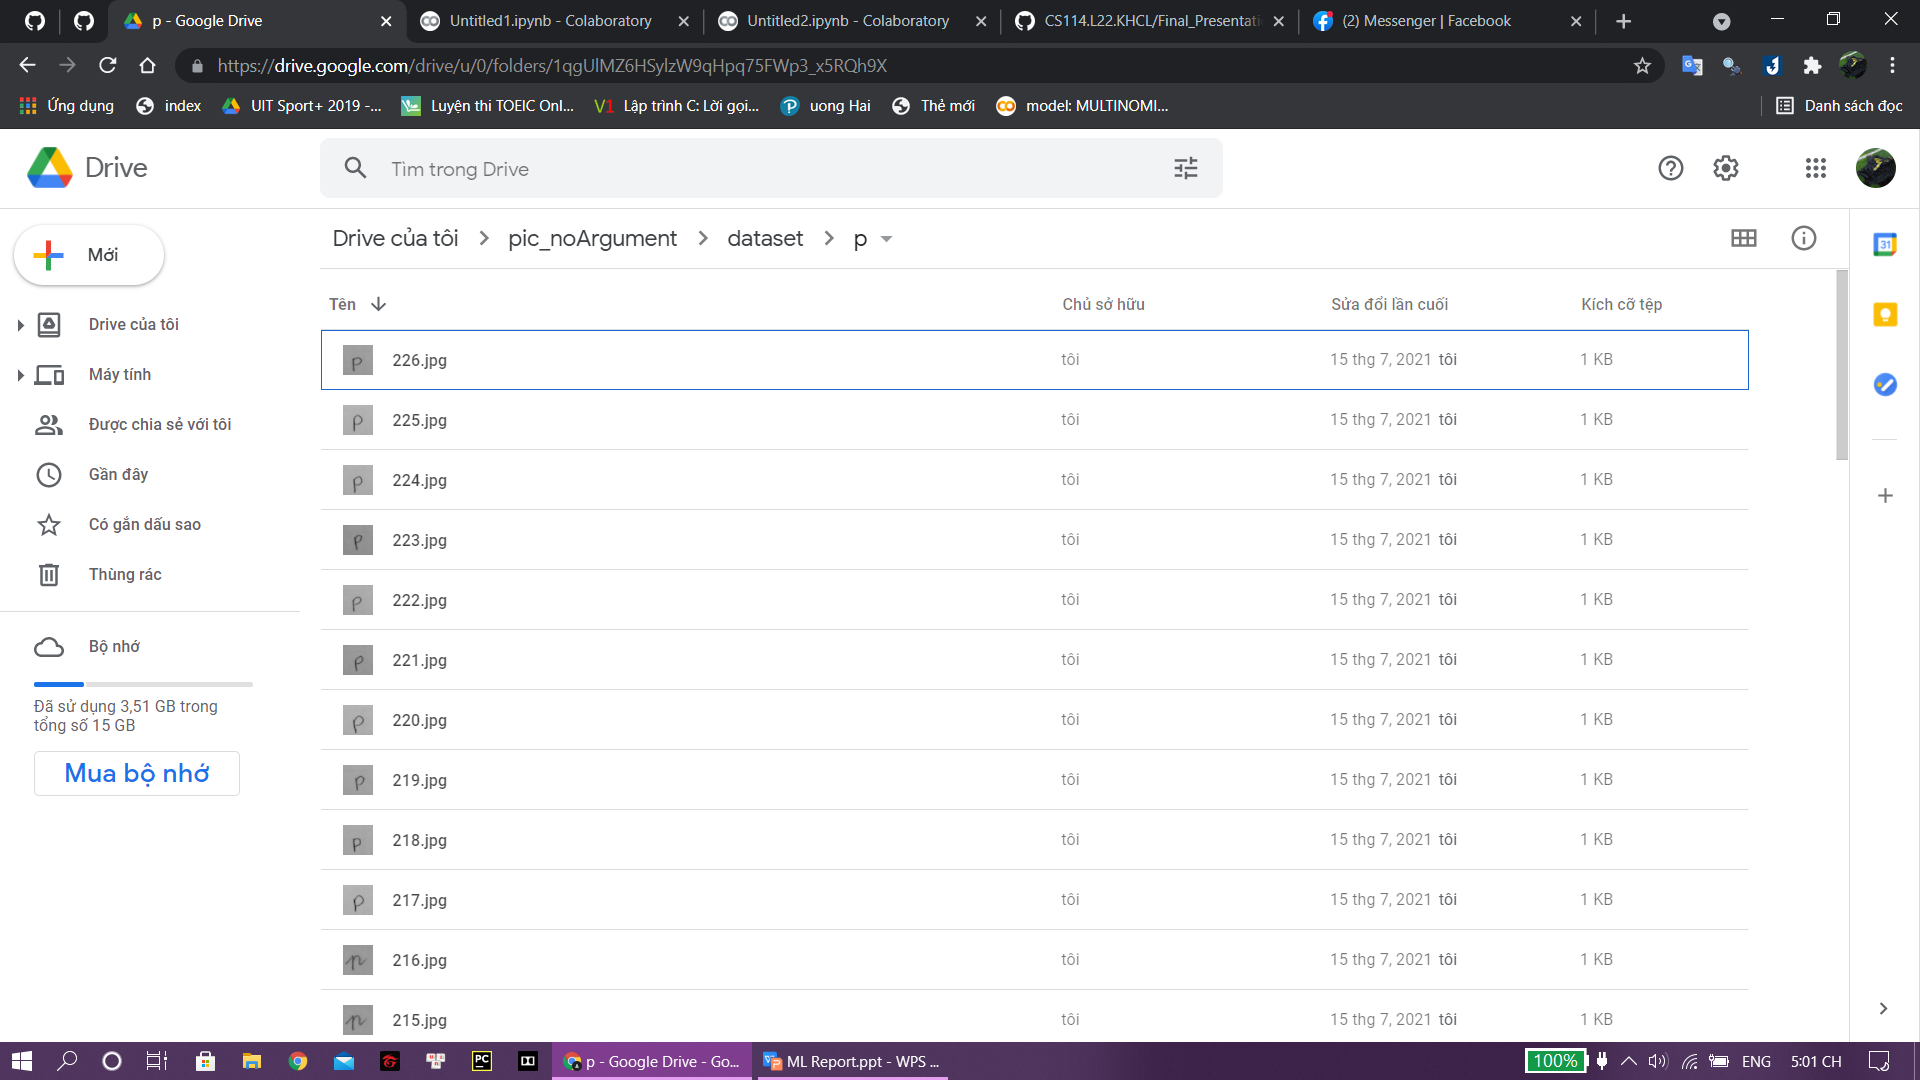 p - Google Drive
Untitled1.ipynb - Colaboratory
Untitled2.ipynb - Colaboratory
CS114.L22.KHCL/Final_Presentati
(2) Messenger | Facebook
https://drive.google.com/drive/u/0/folders/1qgUlMZ6HSylzW9qHpq75FWp3_x5RQh9X
Ứng dụng
index
UIT Sport+ 2019 -...
Luyện thi TOEIC Onl...
V1 Lập trình C: Lời gọi...
uong Hai
Thẻ mới
model: MULTINOMI...
Danh sách đọc
Drive
Tìm trong Drive
Mới
Drive của tôi
Máy tính
Được chia sẻ với tôi
Gần đây
Có gắn dấu sao
Thùng rác
Bộ nhớ
Đã sử dụng 3,51 GB trong
tổng số 15 GB
Mua bộ nhớ
Drive của tôi > pic_noArgument > dataset > p
Tên Chủ sở hữu Sửa đổi lần cuối Kích cỡ tệp
p 226.jpg tôi 15 thg 7, 2021 tôi 1 KB
p 225.jpg tôi 15 thg 7, 2021 tôi 1 KB
p 224.jpg tôi 15 thg 7, 2021 tôi 1 KB
p 223.jpg tôi 15 thg 7, 2021 tôi 1 KB
p 222.jpg tôi 15 thg 7, 2021 tôi 1 KB
p 221.jpg tôi 15 thg 7, 2021 tôi 1 KB
p 220.jpg tôi 15 thg 7, 2021 tôi 1 KB
p 219.jpg tôi 15 thg 7, 2021 tôi 1 KB
p 218.jpg tôi 15 thg 7, 2021 tôi 1 KB
p 217.jpg tôi 15 thg 7, 2021 tôi 1 KB
p 216.jpg tôi 15 thg 7, 2021 tôi 1 KB
p 215.jpg tôi 15 thg 7, 2021 tôi 1 KB
31
PC
p - Google Drive - Go...
ML Report.ppt - WPS ...
100%
ENG
5:01 CH